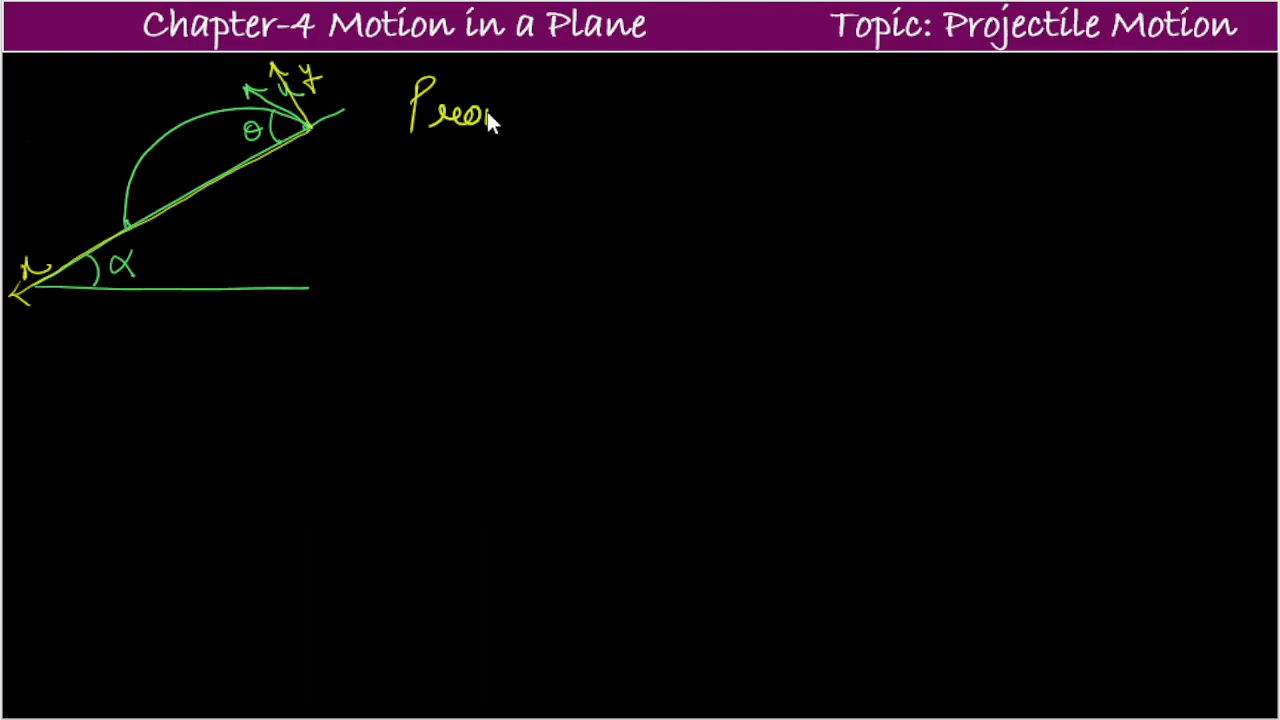 Chapter-4 Motion in a Plane Topic: Projectile Motion
y
u
θ
x
α